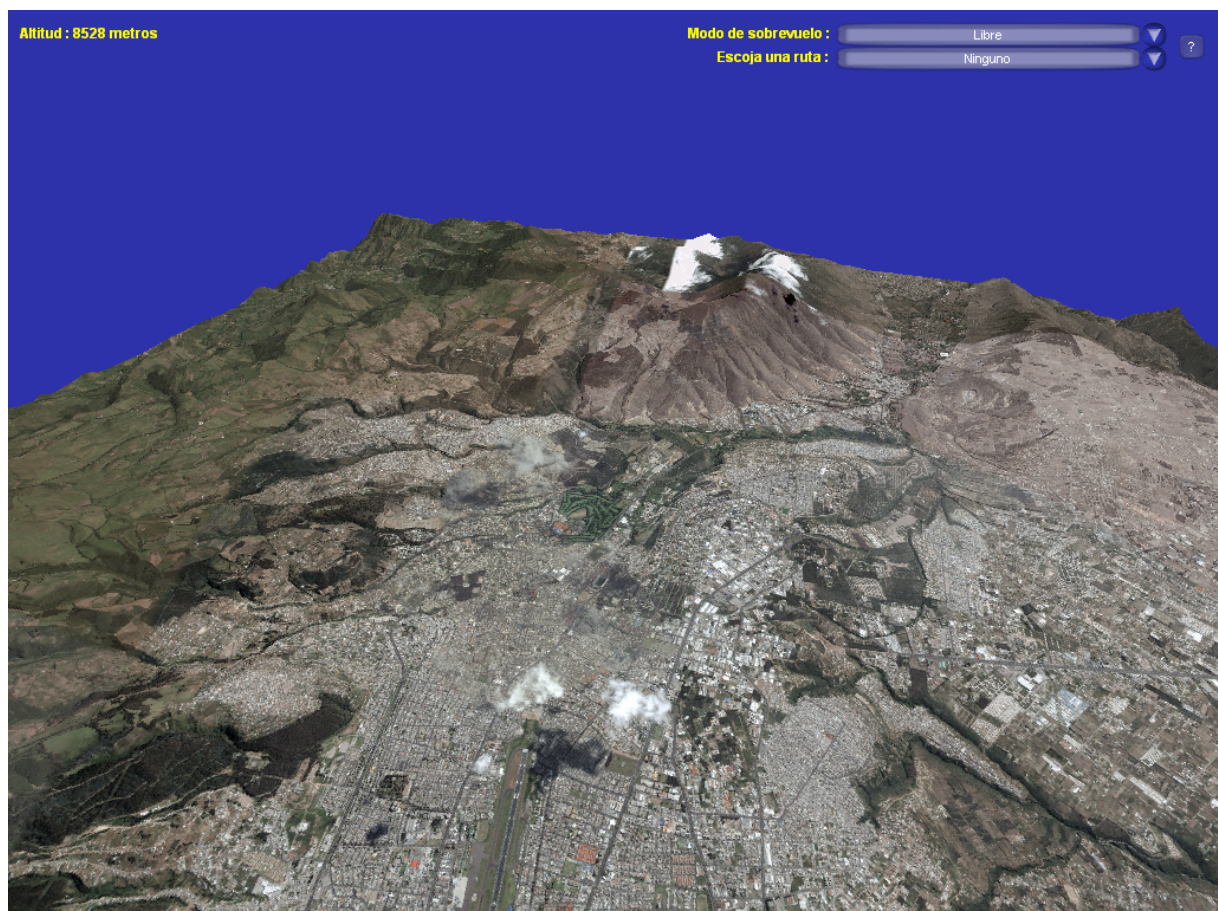 Altitud : 8528 metros
Modo de sobrevuelo : Libre
Escoja una ruta : Ninguno
?